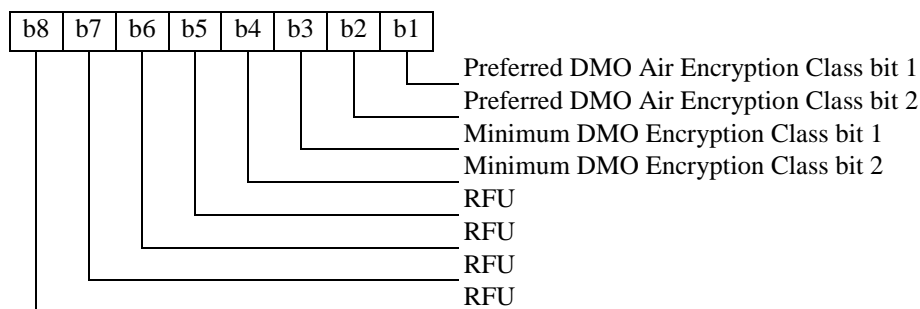 b8 b7 b6 b5 b4 b3 b2 b1
Preferred DMO Air Encryption Class bit 1
Preferred DMO Air Encryption Class bit 2
Minimum DMO Encryption Class bit 1
Minimum DMO Encryption Class bit 2
RFU
RFU
RFU
RFU